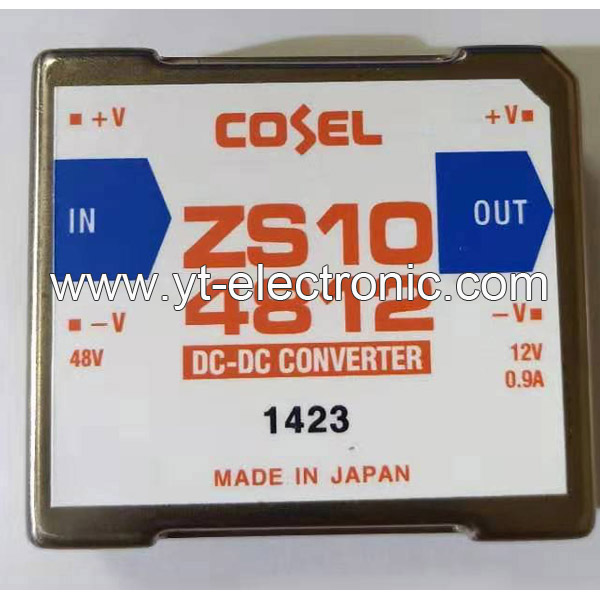 +V COSEL +V
IN ZS10 OUT
www.yt-electronic.com
4812
-V -V
48V DC-DC CONVERTER 12V
0.9A
1423
MADE IN JAPAN